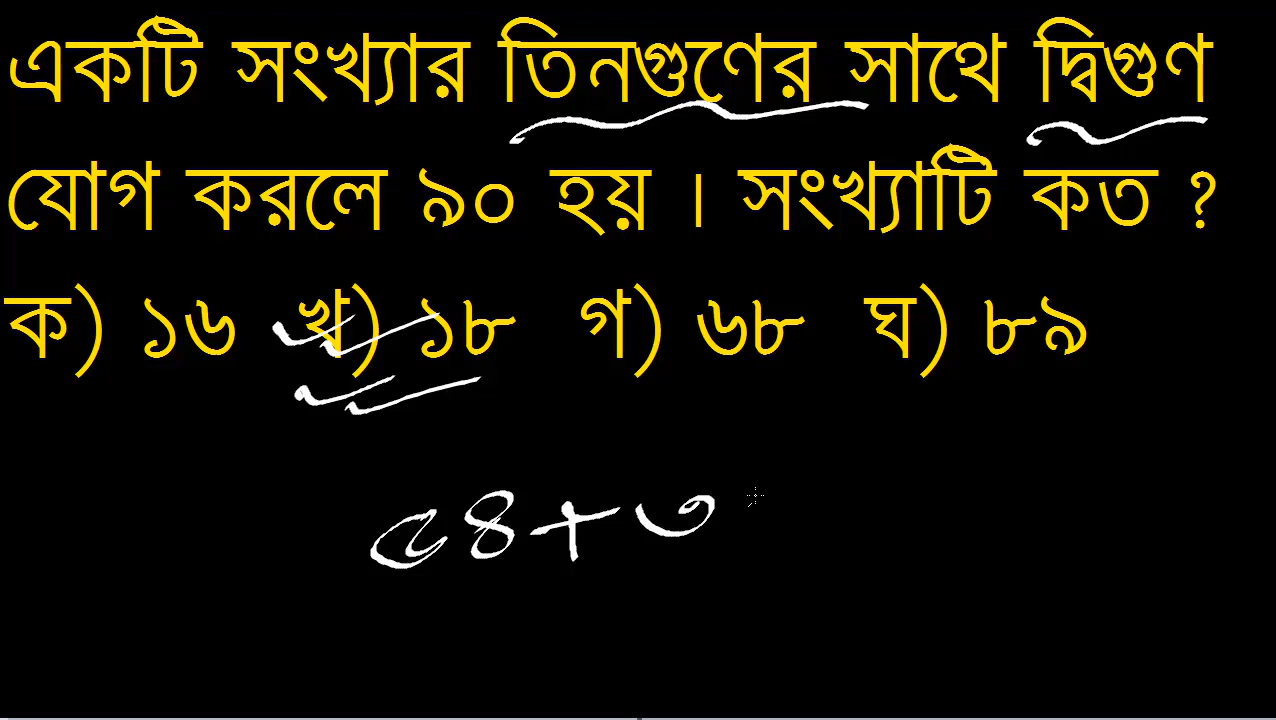 একটি সংখ্যার তিনগুণের সাথে দ্বিগুণ
যোগ করলে ৯০ হয় । সংখ্যাটি কত ?
ক) ১৬ খ) ১৮ গ) ৬৮ ঘ) ৮৯
৫৪+৩